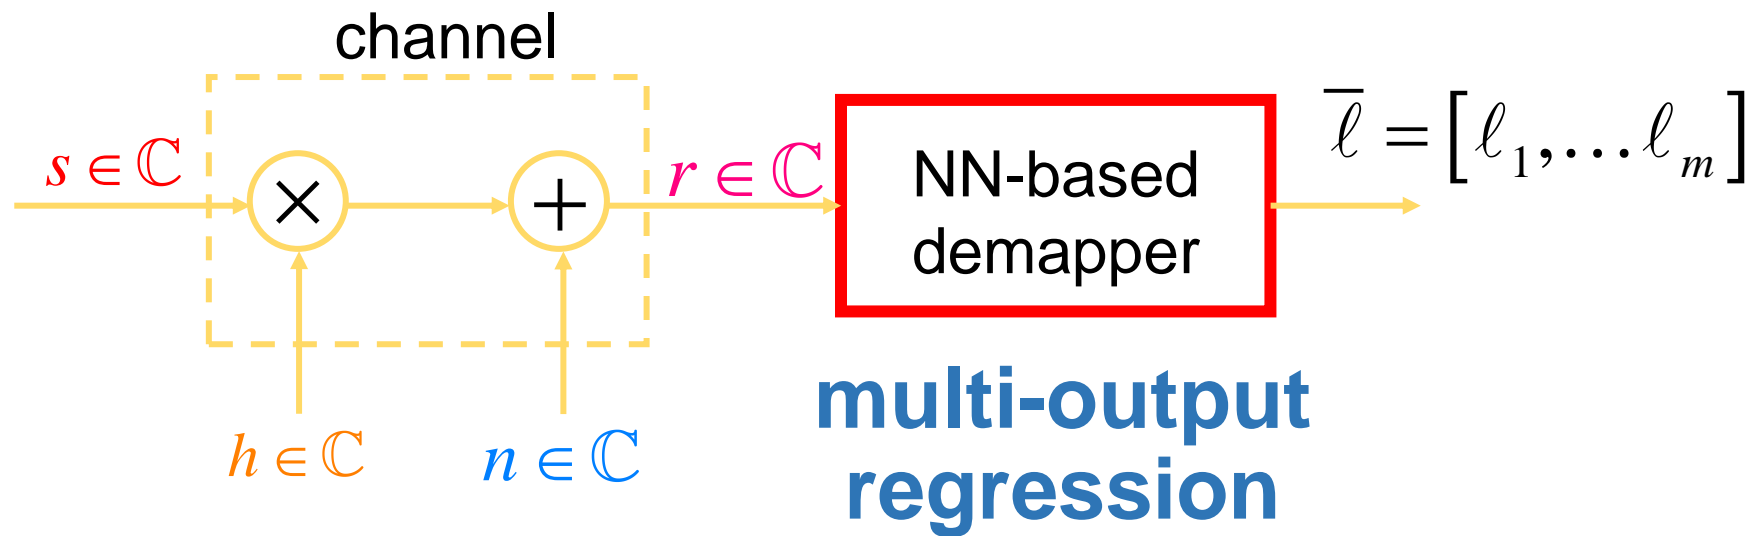 channel
s ∈ ℂ
×
+
r ∈ ℂ
NN-based
demapper
ℓ̅ = [ℓ₁,…ℓₘ]
h ∈ ℂ
n ∈ ℂ
multi-output
regression